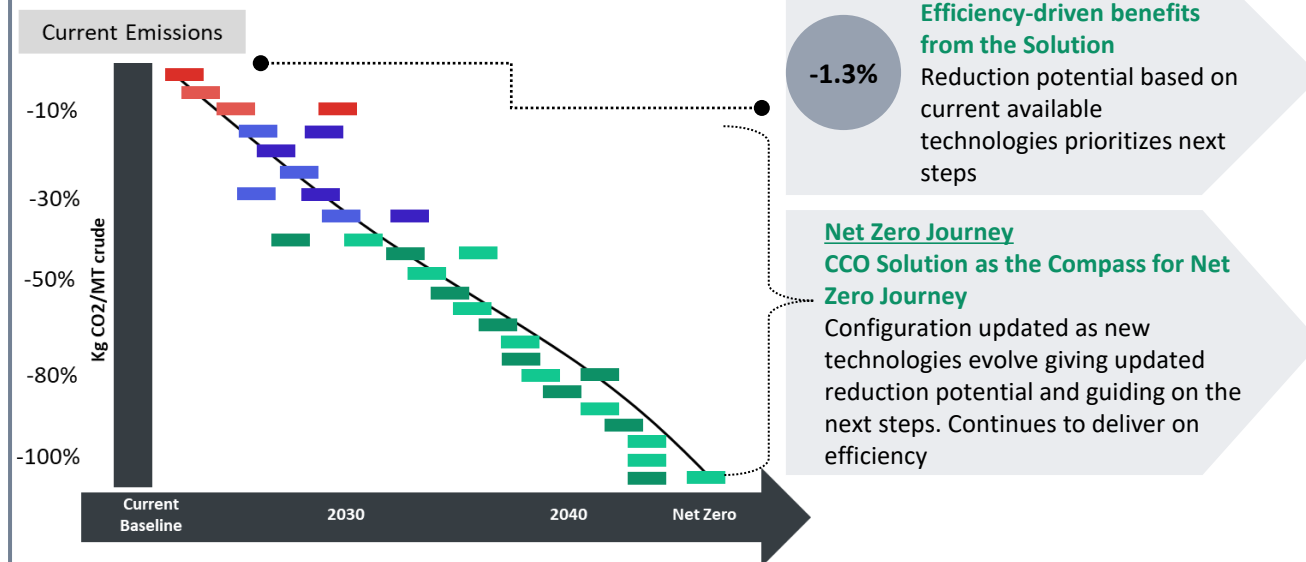 Current Emissions
-10%
-30%
-50%
-80%
-100%
Kg CO2/MT crude
Current
Baseline
2030
2040
Net Zero
-1.3%
Efficiency-driven benefits
from the Solution
Reduction potential based on
current available
technologies prioritizes next
steps
Net Zero Journey
CCO Solution as the Compass for Net
Zero Journey
Configuration updated as new
technologies evolve giving updated
reduction potential and guiding on the
next steps. Continues to deliver on
efficiency